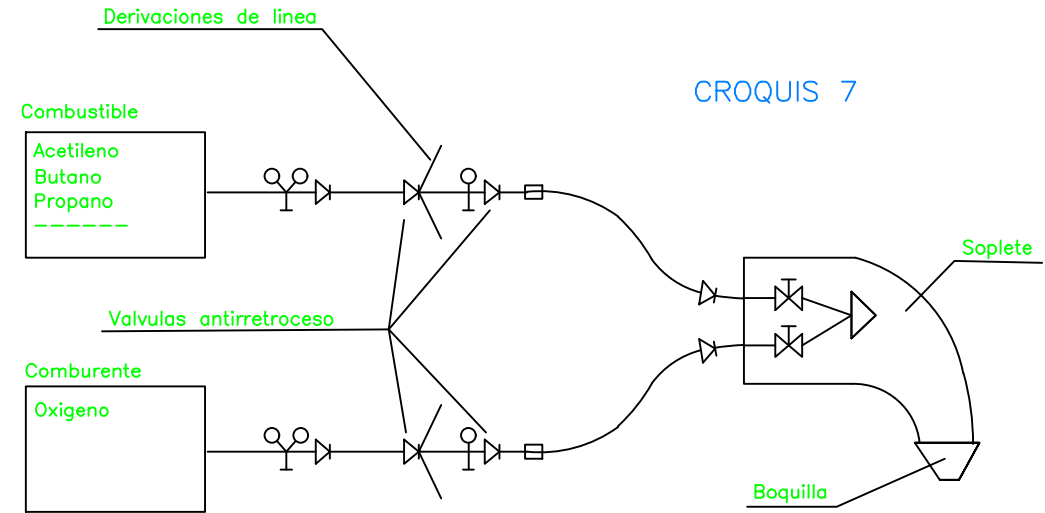 Derivaciones de linea
CROQUIS 7
Combustible
Acetileno
Butano
Propano
------
Soplete
Valvulas antirretroceso
Comburente
Oxigeno
Boquilla